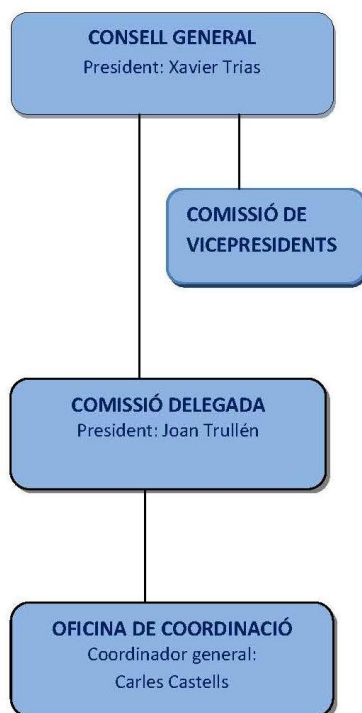 CONSELL GENERAL
President: Xavier Trias
COMISSIÓ DE
VICEPRESIDENTS
COMISSIÓ DELEGADA
President: Joan Trullén
OFICINA DE COORDINACIÓ
Coordinador general:
Carles Castells